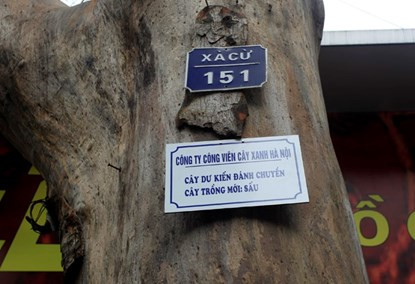 XÀ CỪ
151
CÔNG TY CÔNG VIÊN CÂY XANH HÀ NỘI
CÂY DỰ KIẾN ĐÁNH CHUYỂN
CÂY TRỒNG MỚI: SẤU